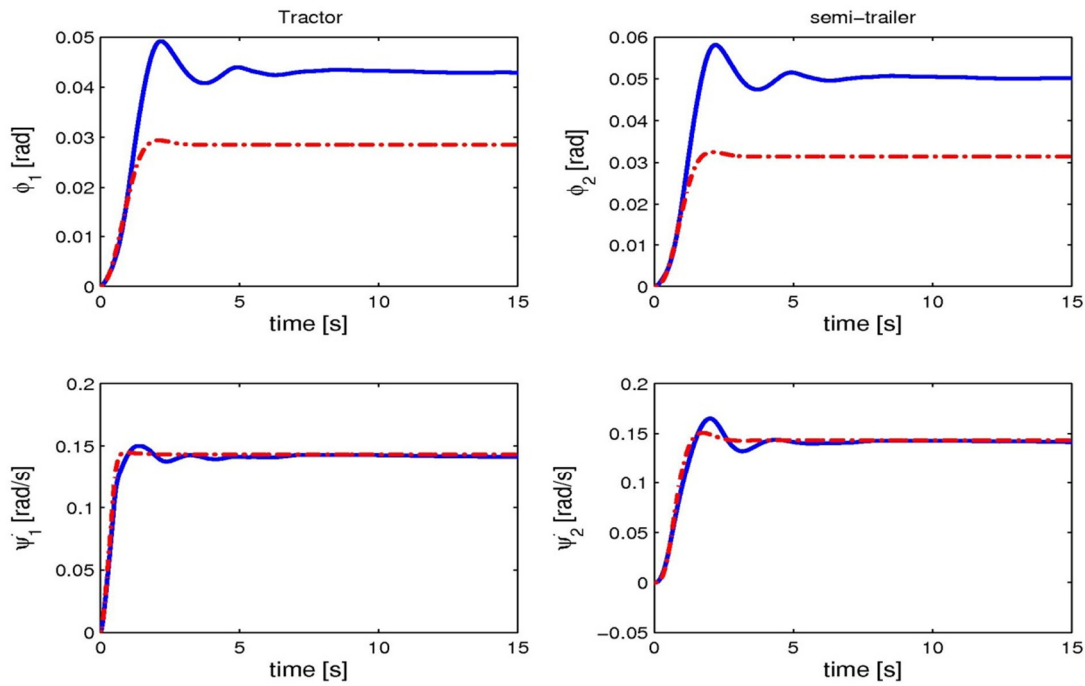 Tractor
semi-trailer
0.05
0.04
0.03
0.02
0.01
0
ϕ₁ [rad]
0 5 10 15
time [s]
0.06
0.05
0.04
0.03
0.02
0.01
0
ϕ₂ [rad]
0 5 10 15
time [s]
0.2
0.15
0.1
0.05
0
ψ̇₁ [rad/s]
0 5 10 15
time [s]
0.2
0.15
0.1
0.05
0
−0.05
ψ̇₂ [rad/s]
0 5 10 15
time [s]